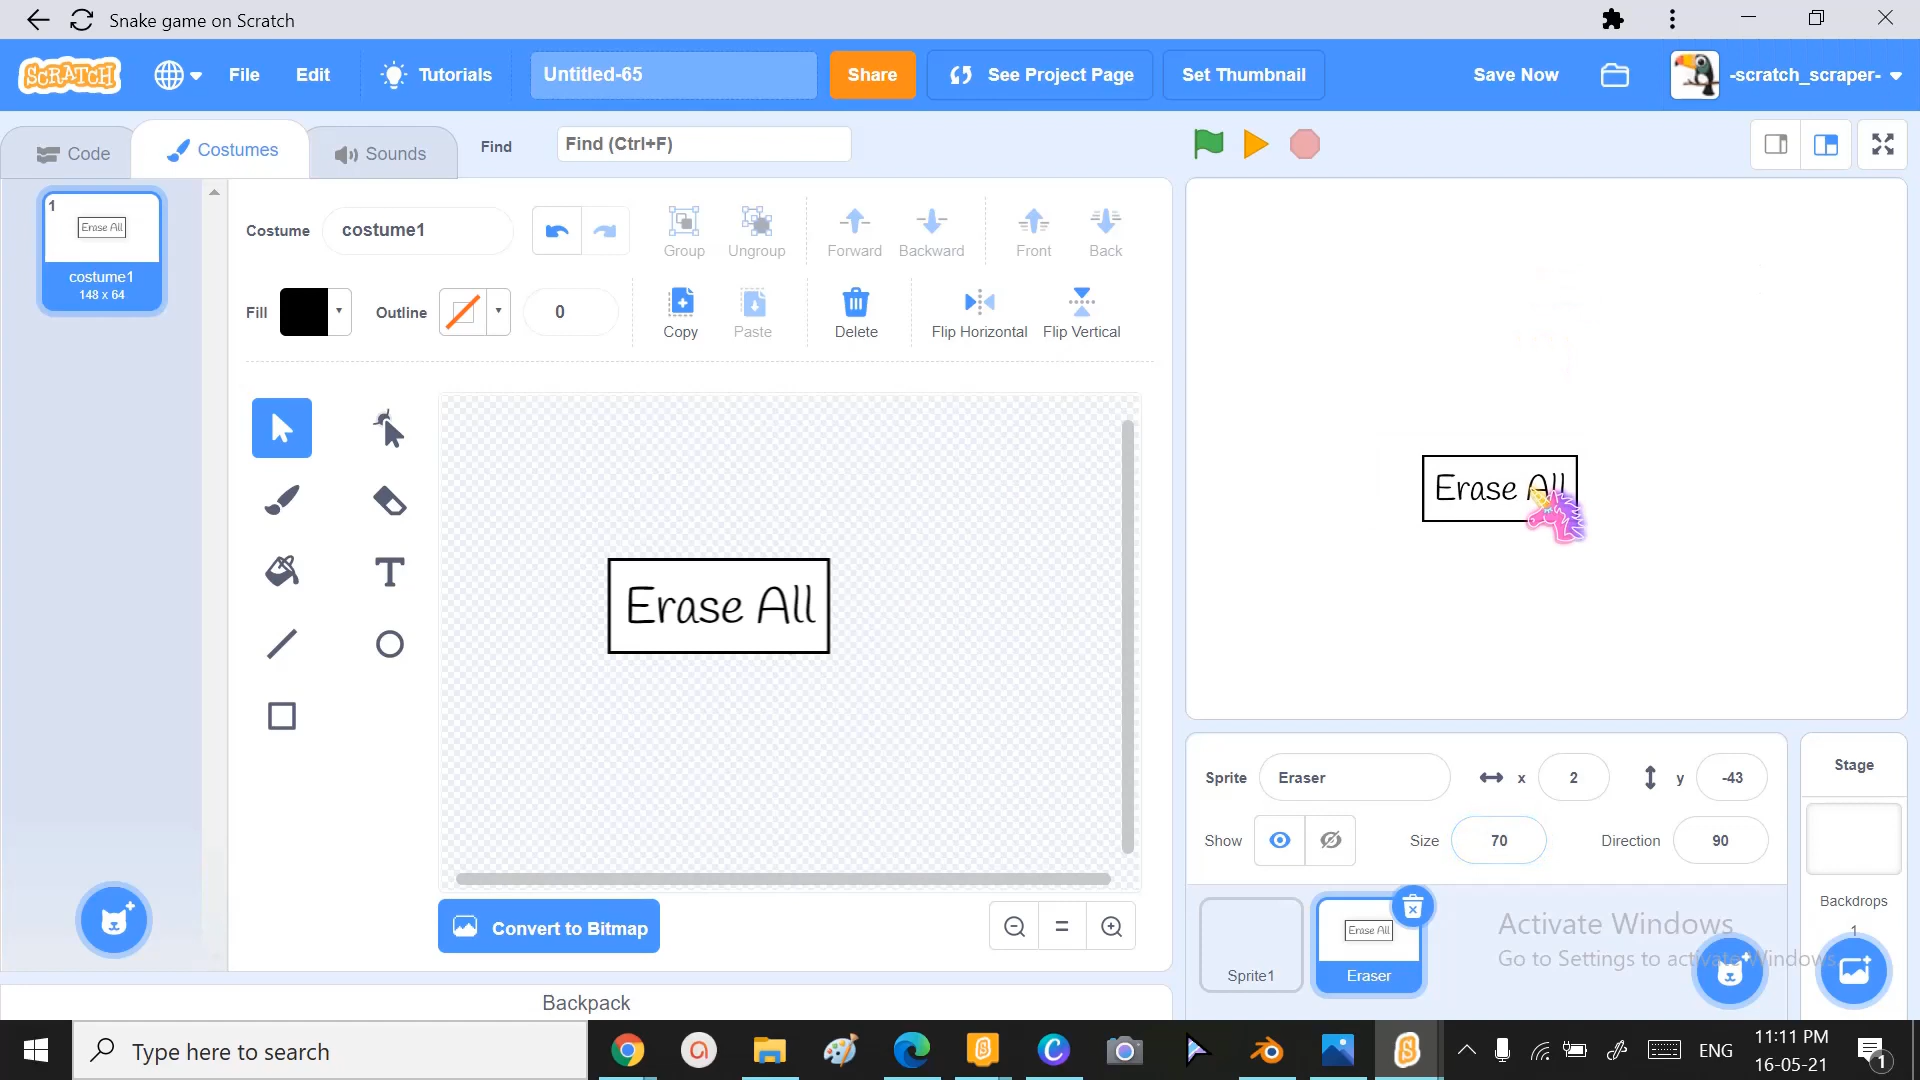 Snake game on Scratch
SCRATCH
File
Edit
Tutorials
Untitled-65
Share
See Project Page
Set Thumbnail
Save Now
-scratch_scraper-
Code
Costumes
Sounds
Find
Find (Ctrl+F)
1
Erase All
costume1
148 x 64
Costume
costume1
Group
Ungroup
Forward
Backward
Front
Back
Fill
Outline
0
Copy
Paste
Delete
Flip Horizontal
Flip Vertical
T
Erase All
Convert to Bitmap
Backpack
Erase All
Sprite
Eraser
x
2
y
-43
Show
Size
70
Direction
90
Sprite1
Erase All
Eraser
Stage
Backdrops
1
Activate Windows
Go to Settings to activate Windows
Type here to search
ENG
11:11 PM
16-05-21
1